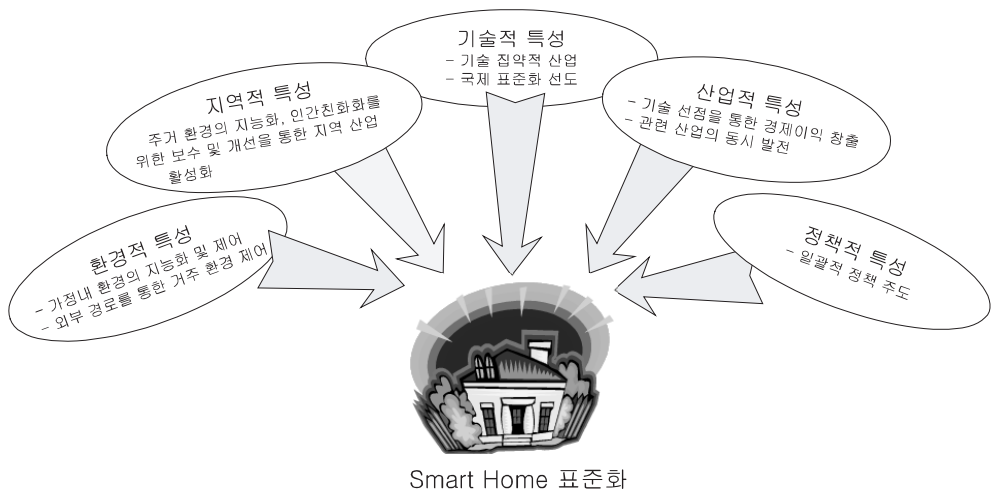 기술적 특성
- 기술 집약적 산업
- 국제 표준화 선도
지역적 특성
주거 환경의 지능화, 인간친화화를
위한 보수 및 개선을 통한 지역 산업
활성화
산업적 특성
- 기술 선점을 통한 경제이익 창출
- 관련 산업의 동시 발전
환경적 특성
- 가정내 환경의 지능화 및 제어
- 외부 경로를 통한 거주 환경 제어
정책적 특성
- 일괄적 정책 주도
Smart Home 표준화